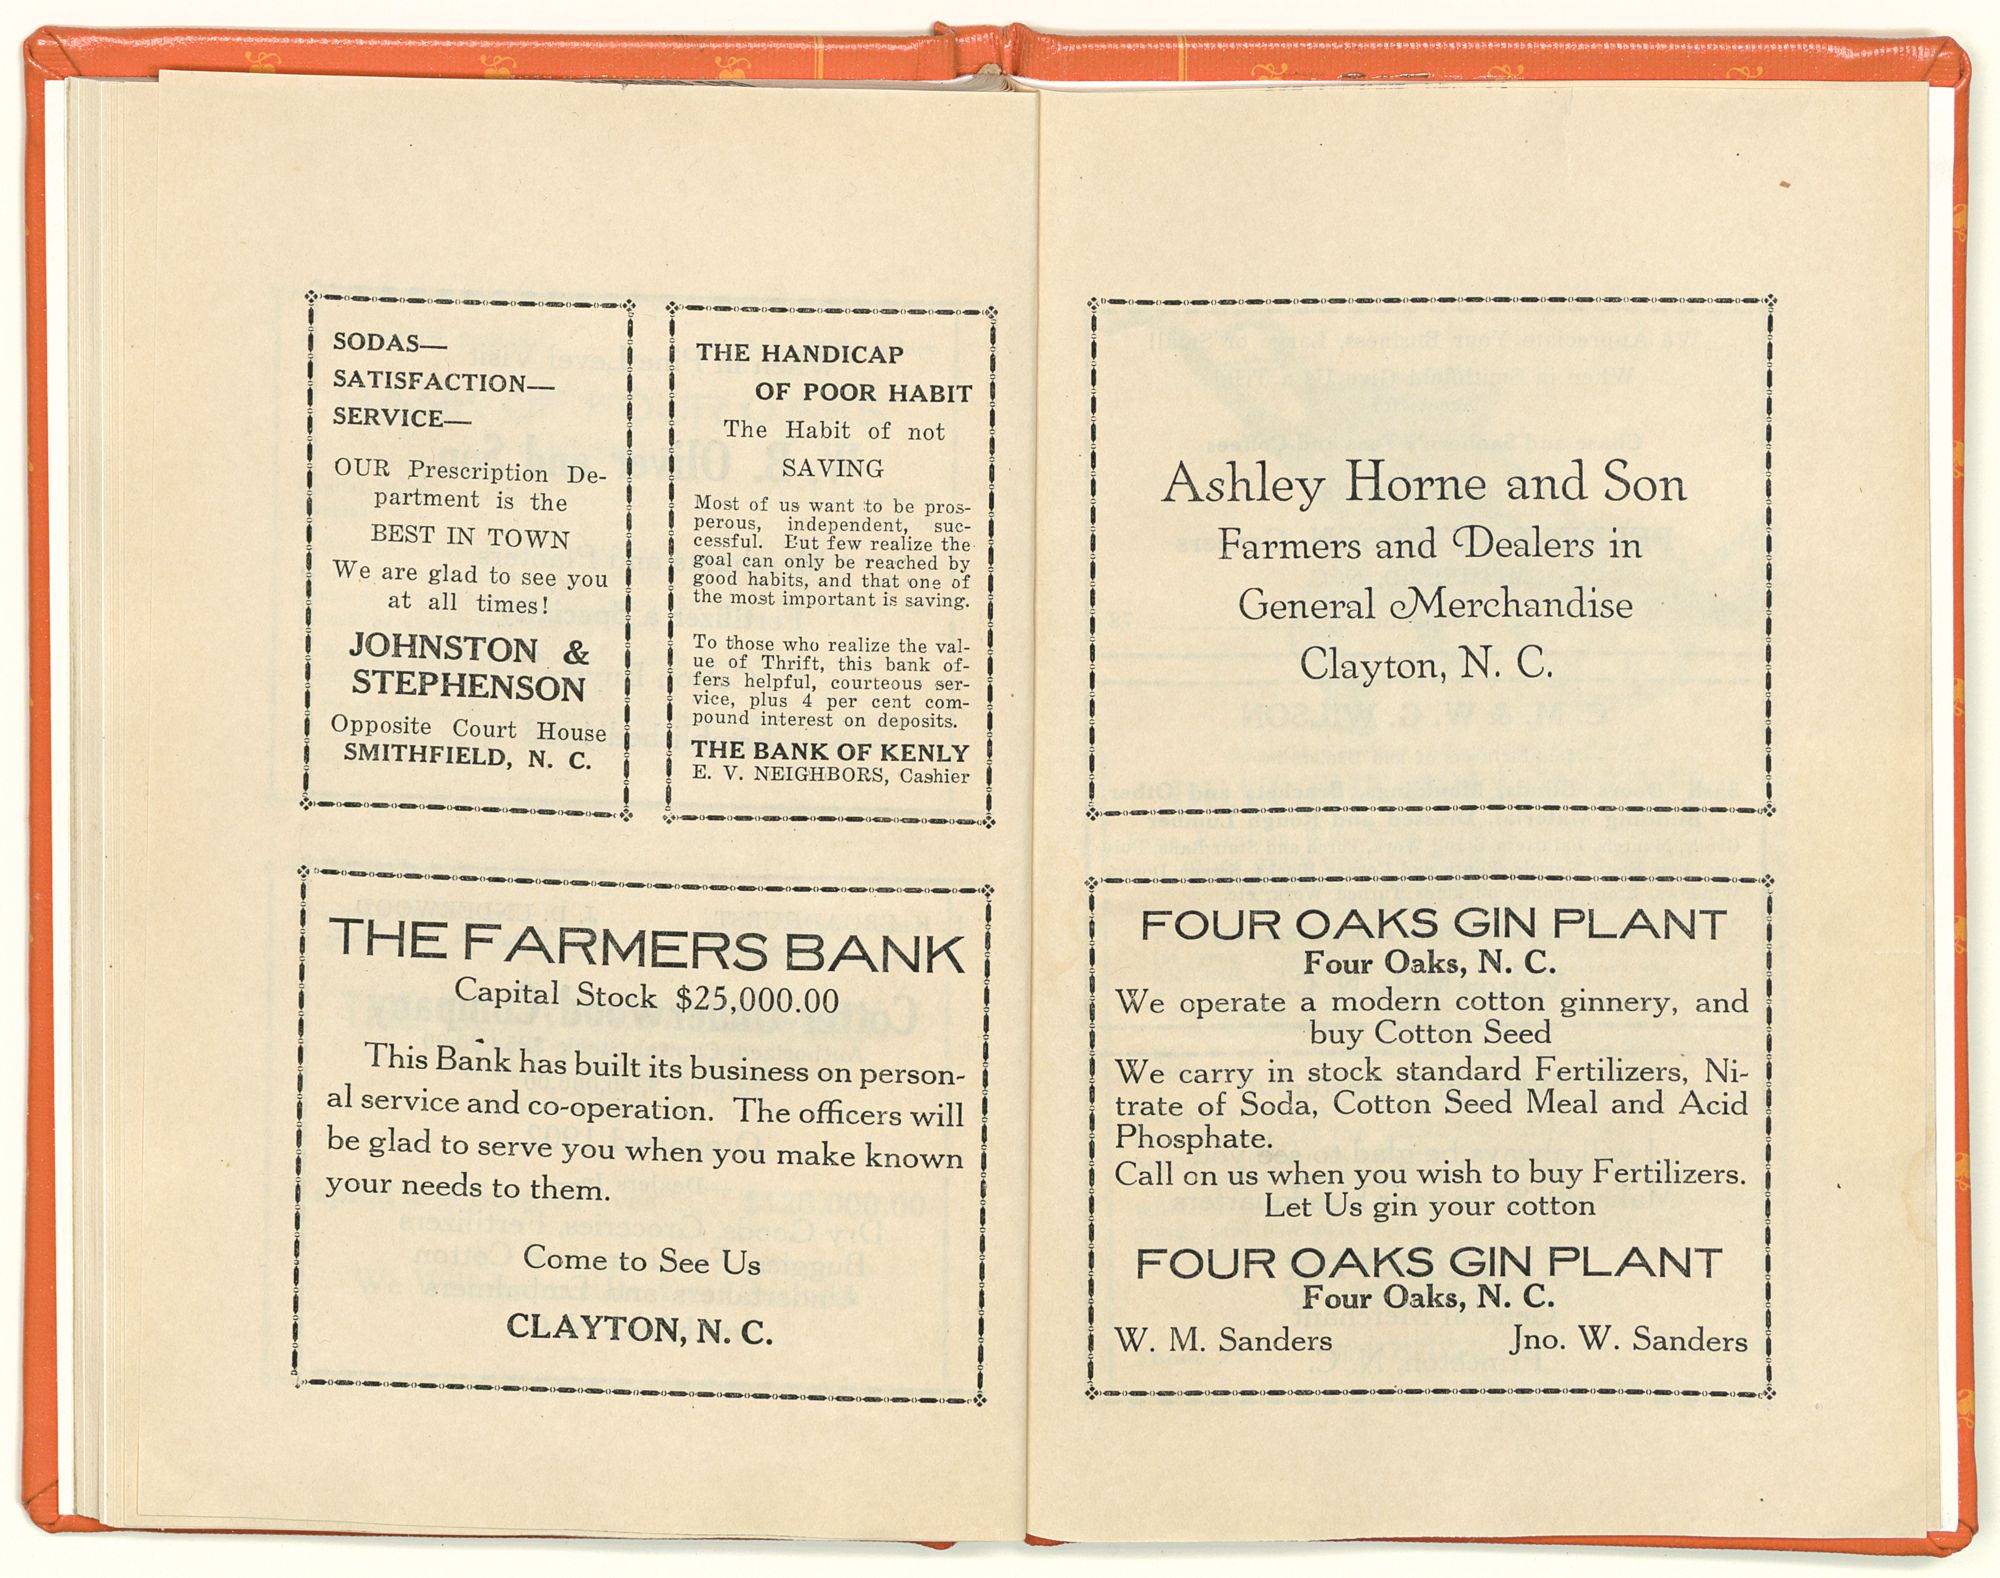 SODAS—
SATISFACTION—
SERVICE—
OUR Prescription De-
partment is the
BEST IN TOWN
We are glad to see you
at all times!
JOHNSTON &
STEPHENSON
Opposite Court House
SMITHFIELD, N. C.
THE HANDICAP
OF POOR HABIT
The Habit of not
SAVING
Most of us want to be pros-
perous, independent, suc-
cessful. But few realize the
goal can only be reached by
good habits, and that one of
the most important is saving.
To those who realize the val-
ue of Thrift, this bank of-
fers helpful, courteous ser-
vice, plus 4 per cent com-
pound interest on deposits.
THE BANK OF KENLY
E. V. NEIGHBORS, Cashier
THE FARMERS BANK
Capital Stock $25,000.00
This Bank has built its business on person-
al service and co-operation. The officers will
be glad to serve you when you make known
your needs to them.
Come to See Us
CLAYTON, N. C.
Ashley Horne and Son
Farmers and Dealers in
General Merchandise
Clayton, N. C.
FOUR OAKS GIN PLANT
Four Oaks, N. C.
We operate a modern cotton ginnery, and
buy Cotton Seed
We carry in stock standard Fertilizers, Ni-
trate of Soda, Cotton Seed Meal and Acid
Phosphate.
Call on us when you wish to buy Fertilizers.
Let Us gin your cotton
FOUR OAKS GIN PLANT
Four Oaks, N. C.
W. M. Sanders Jno. W. Sanders